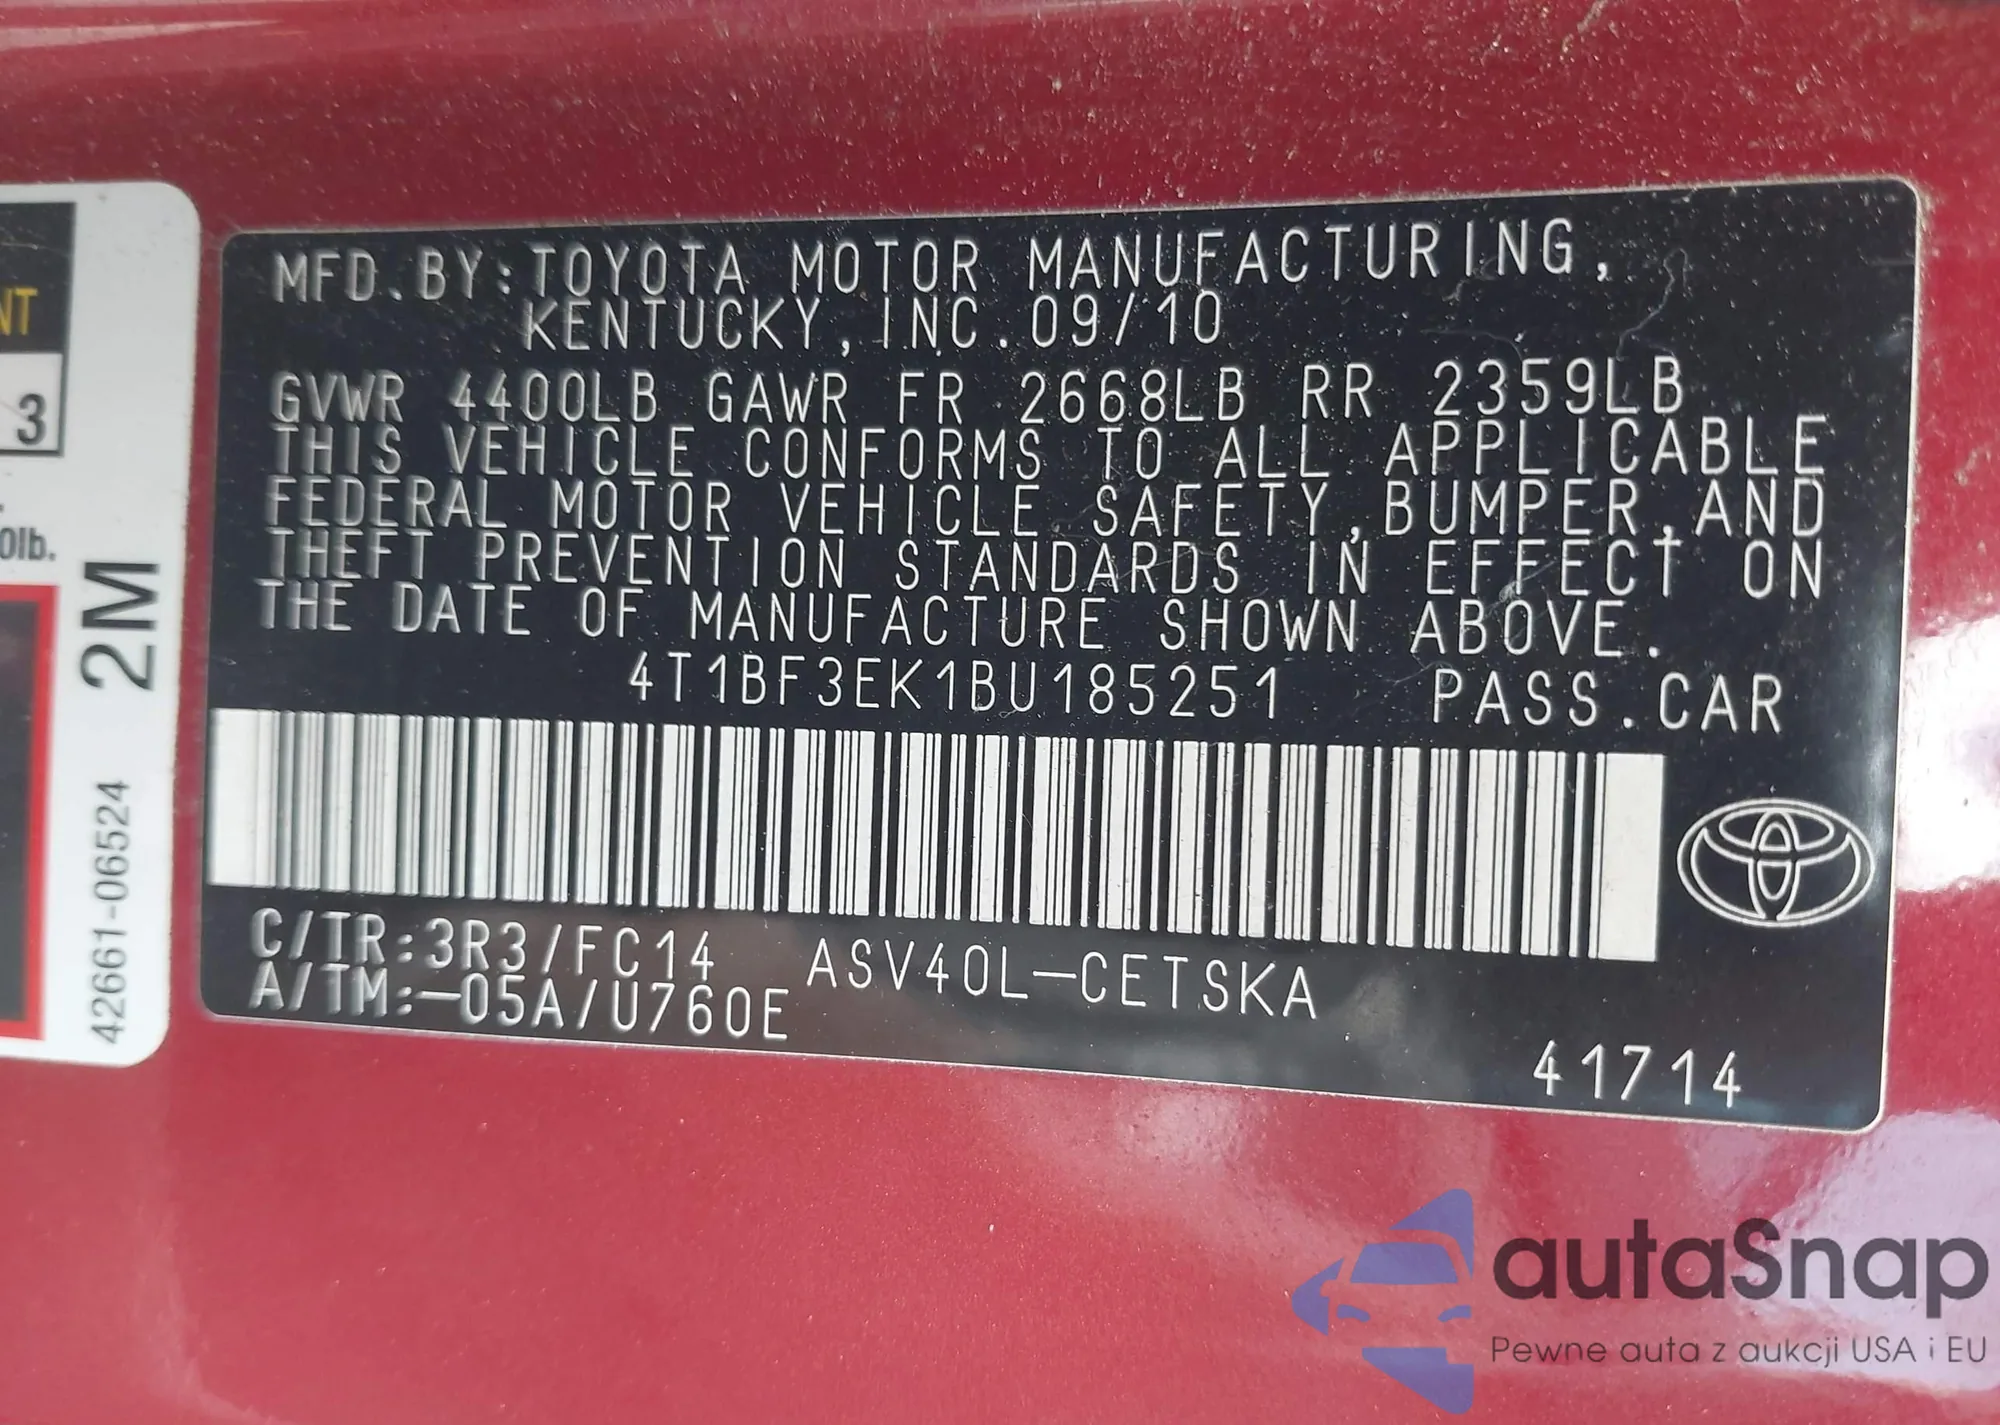 MFD.BY:TOYOTA MOTOR MANUFACTURING,
KENTUCKY,INC.09/10
GVWR 4400LB GAWR FR 2668LB RR 2359LB
THIS VEHICLE CONFORMS TO ALL APPLICABLE
FEDERAL MOTOR VEHICLE SAFETY,BUMPER,AND
THEFT PREVENTION STANDARDS IN EFFECT ON
THE DATE OF MANUFACTURE SHOWN ABOVE.
4T1BF3EK1BU185251 PASS.CAR
C/TR:3R3/FC14 ASV40L-CETSKA
A/TM:-05A/U760E
41714
NT
3
0lb.
2M
42661-06524
autaSnap
Pewne auta z aukcji USA i EU